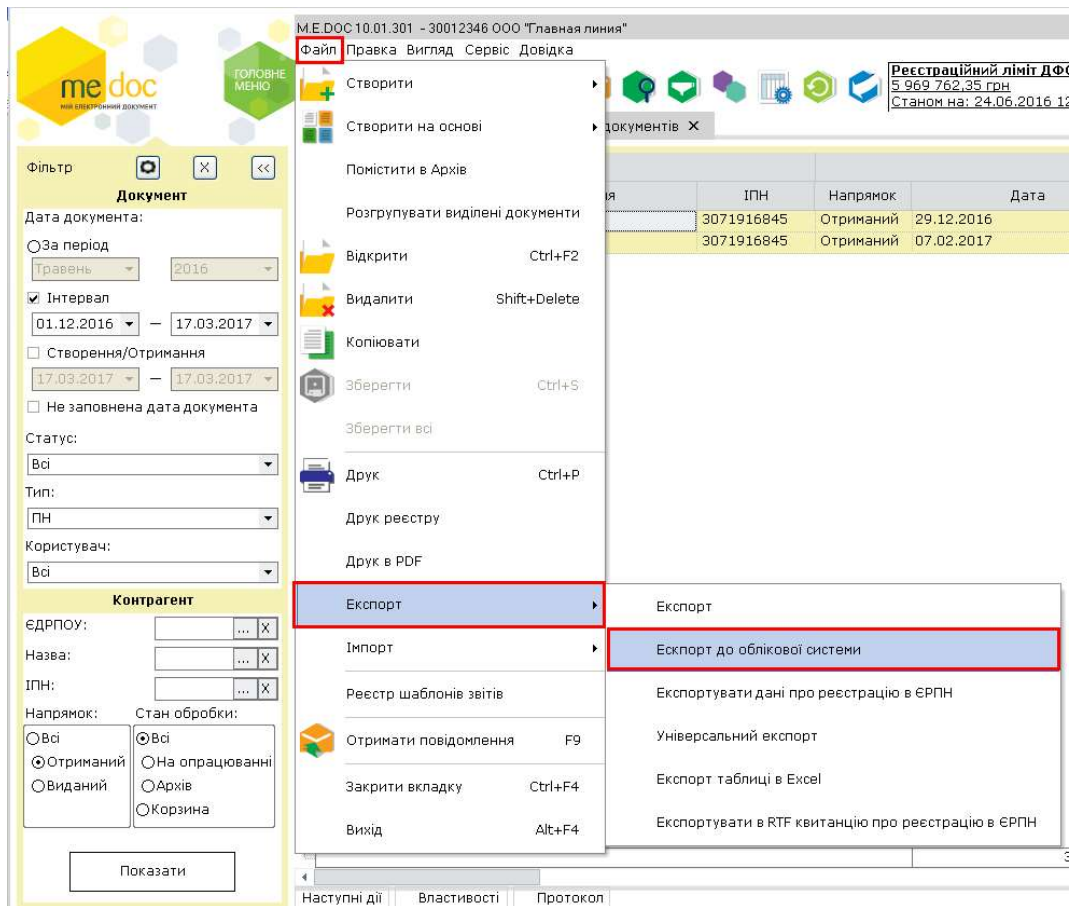 M.E.DOC 10.01.301 - 30012346 ООО "Главная линия"
Файл Правка Вигляд Сервіс Довідка
me doc
МІЙ ЕЛЕКТРОННИЙ ДОКУМЕНТ
ГОЛОВНЕ
МЕНЮ
Реєстраційний ліміт ДФС
5 969 762,35 грн
Станом на: 24.06.2016 12
документів X
Фільтр X <<
Документ
Дата документа:
За період
Травень 2016
Інтервал
01.12.2016 – 17.03.2017
Створення/Отримання
17.03.2017 – 17.03.2017
Не заповнена дата документа
Статус:
Всі
Тип:
ПН
Користувач:
Всі
Контрагент
ЄДРПОУ: ... X
Назва: ... X
ІПН: ... X
Напрямок: Стан обробки:
Всі Всі
Отриманий На опрацюванні
Виданий Архів
Корзина
Показати
Створити
Створити на основі
Помістити в Архів
Розгрупувати виділені документи
Відкрити Ctrl+F2
Видалити Shift+Delete
Копіювати
Зберегти Ctrl+S
Зберегти всі
Друк Ctrl+P
Друк реєстру
Друк в PDF
Експорт
Імпорт
Реєстр шаблонів звітів
Отримати повідомлення F9
Закрити вкладку Ctrl+F4
Вихід Alt+F4
Експорт
Ескпорт до облікової системи
Експортувати дані про реєстрацію в ЄРПН
Універсальний експорт
Експорт таблиці в Excel
Експортувати в RTF квитанцію про реєстрацію в ЄРПН
я ІПН Напрямок Дата
3071916845 Отриманий 29.12.2016
3071916845 Отриманий 07.02.2017
Наступні дії Властивості Протокол